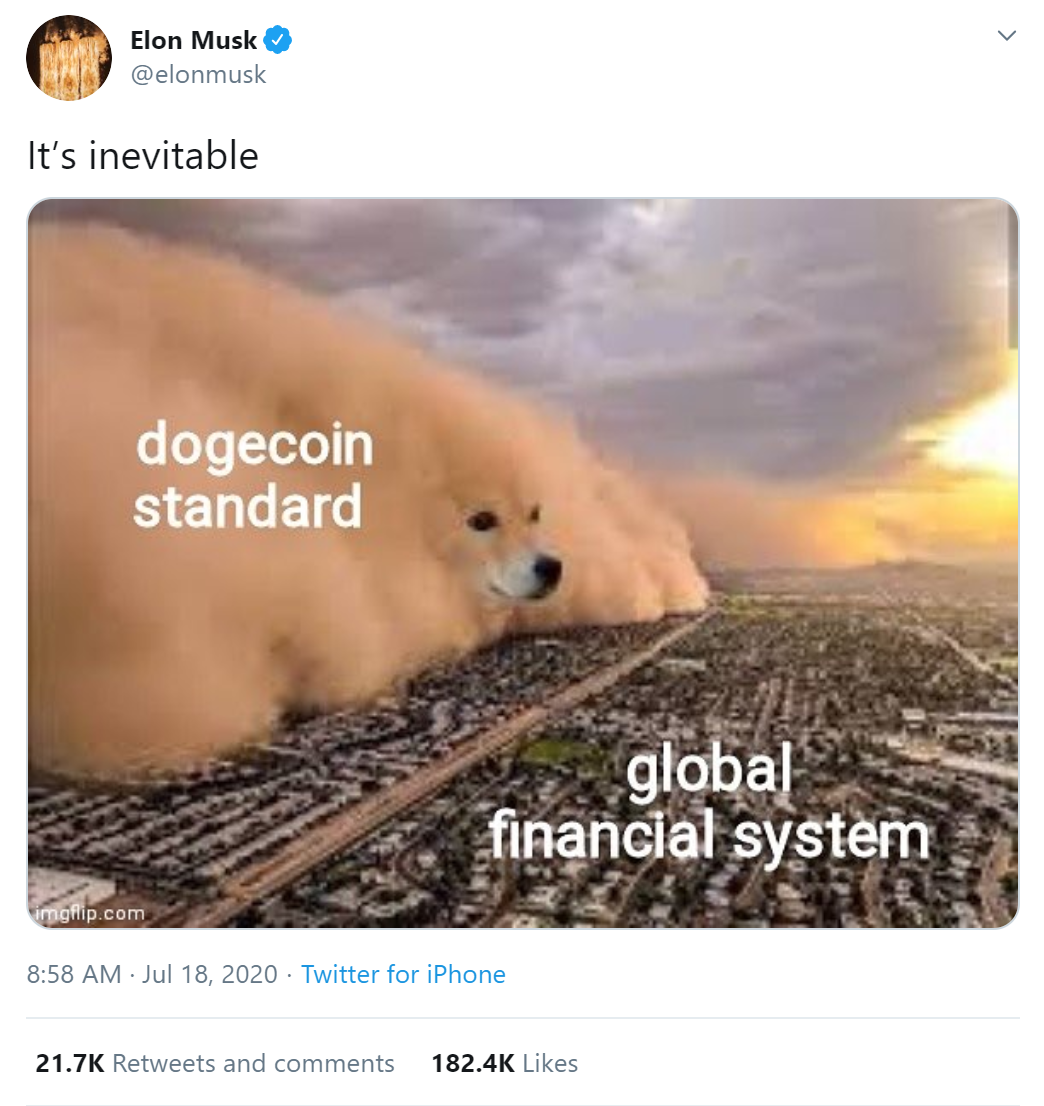 Elon Musk
@elonmusk
It’s inevitable
dogecoin
standard
global
financial system
imgflip.com
8:58 AM · Jul 18, 2020 · Twitter for iPhone
21.7K Retweets and comments 182.4K Likes